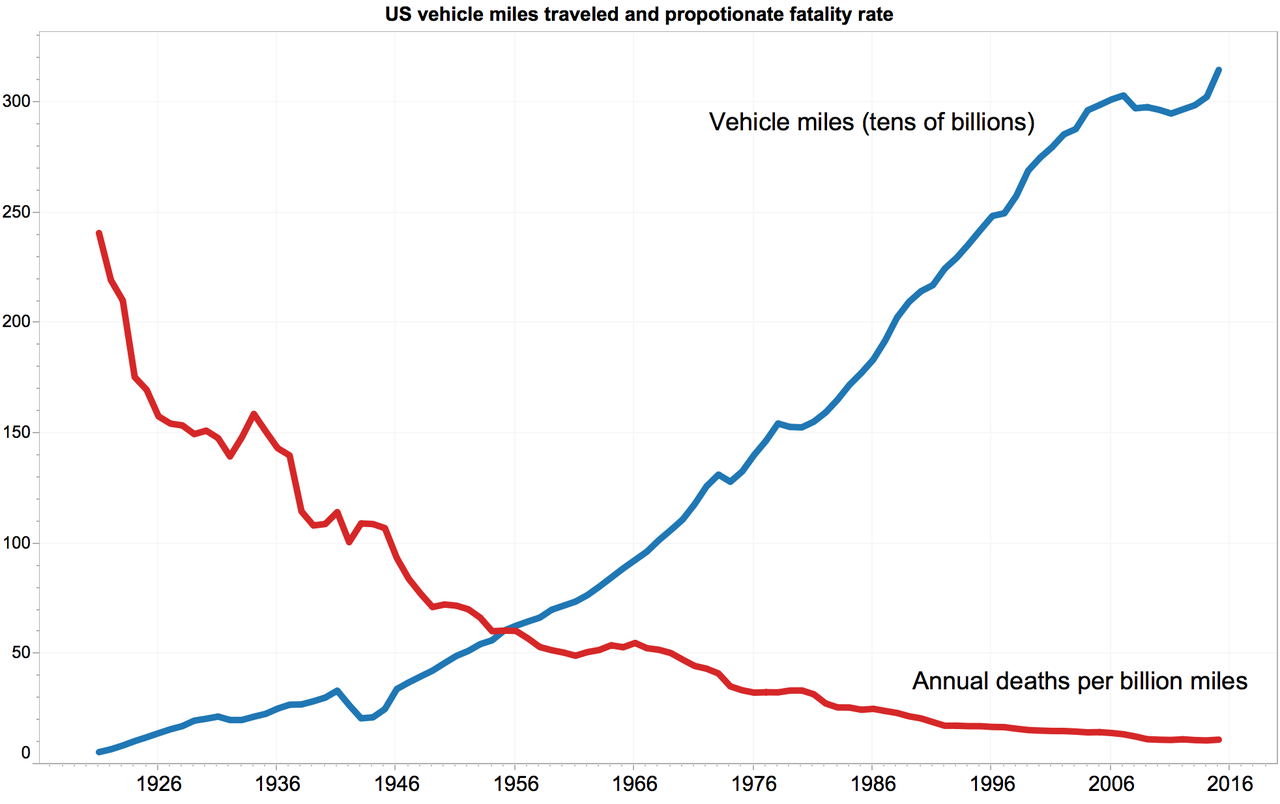 US vehicle miles traveled and propotionate fatality rate
300
Vehicle miles (tens of billions)
250
200
150
100
50
Annual deaths per billion miles
0
1926 1936 1946 1956 1966 1976 1986 1996 2006 2016